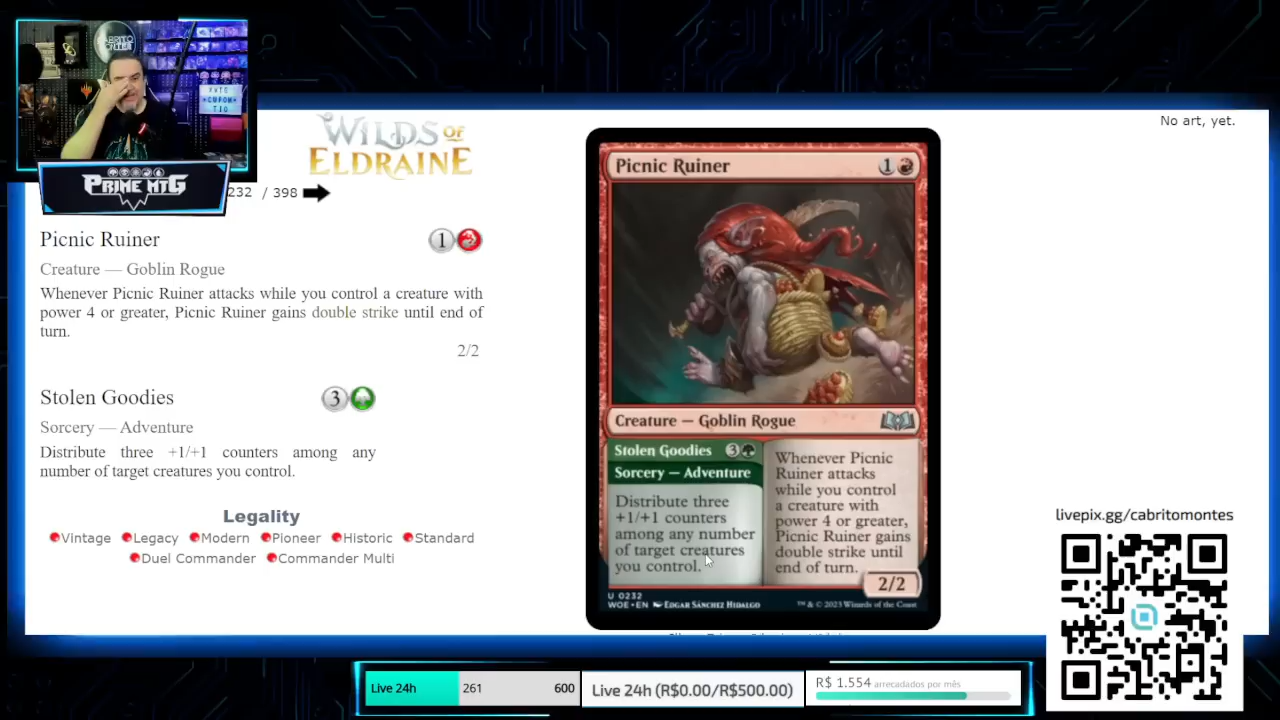 No art, yet.
WILDS OF
ELDRAINE
PRIME MTG
232 / 398
Picnic Ruiner
1
Creature — Goblin Rogue
Whenever Picnic Ruiner attacks while you control a creature with
power 4 or greater, Picnic Ruiner gains double strike until end of
turn.
2/2
Stolen Goodies
3
Sorcery — Adventure
Distribute three +1/+1 counters among any
number of target creatures you control.
Legality
Vintage Legacy Modern Pioneer Historic Standard
Duel Commander Commander Multi
Picnic Ruiner 1
Creature — Goblin Rogue
Stolen Goodies 3
Sorcery — Adventure
Distribute three
+1/+1 counters
among any number
of target creatures
you control.
Whenever Picnic
Ruiner attacks
while you control
a creature with
power 4 or greater,
Picnic Ruiner gains
double strike until
end of turn.
2/2
U 0232
WOE • EN EDGAR SÁNCHEZ HIDALGO
™ & © 2023 Wizards of the Coast
livepix.gg/cabritomontes
Live 24h 261 600
Live 24h (R$0.00/R$500.00)
R$ 1.554 arrecadados por mês